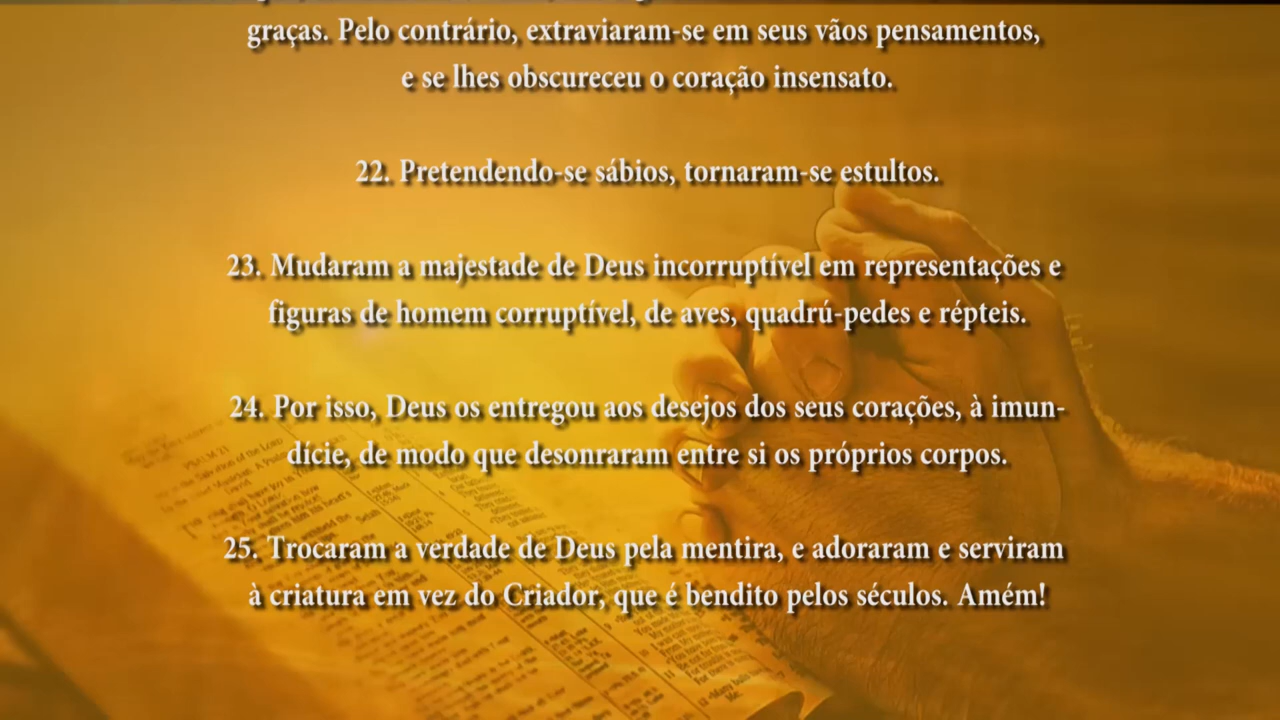 graças. Pelo contrário, extraviaram-se em seus vãos pensamentos,
e se lhes obscureceu o coração insensato.
22. Pretendendo-se sábios, tornaram-se estultos.
23. Mudaram a majestade de Deus incorruptível em representações e
figuras de homem corruptível, de aves, quadrú-pedes e répteis.
24. Por isso, Deus os entregou aos desejos dos seus corações, à imun-
dície, de modo que desonraram entre si os próprios corpos.
25. Trocaram a verdade de Deus pela mentira, e adoraram e serviram
à criatura em vez do Criador, que é bendito pelos séculos. Amém!